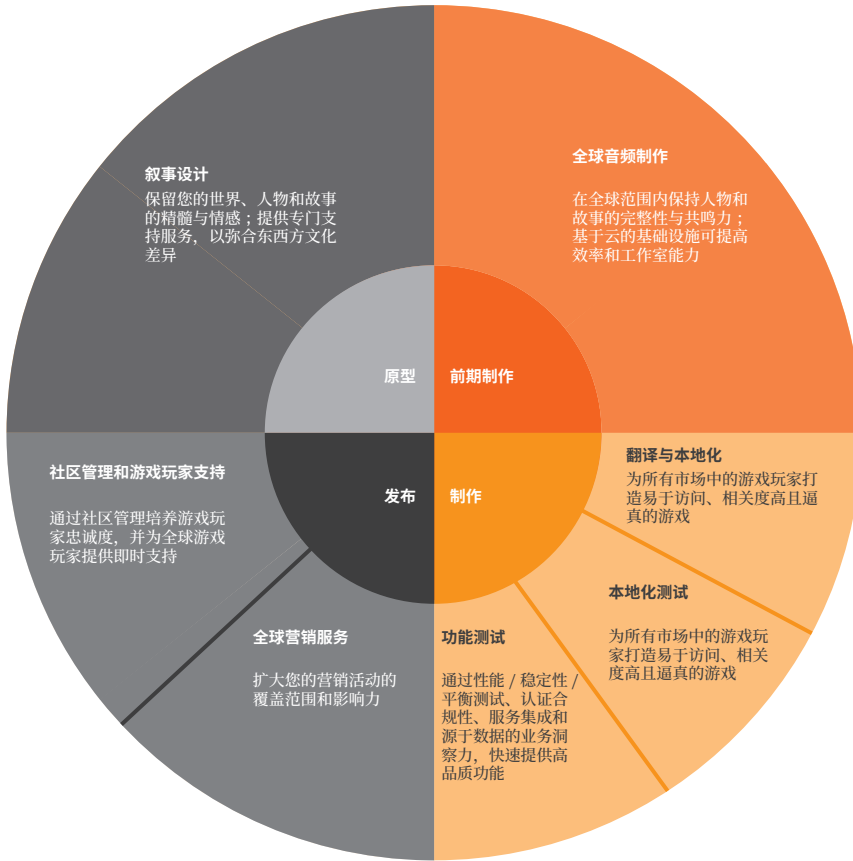 叙事设计
保留您的世界、人物和故事
的精髓与情感；提供专门支
持服务，以弥合东西方文化
差异
全球音频制作
在全球范围内保持人物和
故事的完整性与共鸣力；
基于云的基础设施可提高
效率和工作室能力
原型
前期制作
社区管理和游戏玩家支持
通过社区管理培养游戏玩
家忠诚度，并为全球游戏
玩家提供即时支持
发布
制作
翻译与本地化
为所有市场中的游戏玩家打
造易于访问、相关度高且逼
真的游戏
本地化测试
为所有市场中的游戏玩
家打造易于访问、相关
度高且逼真的游戏
全球营销服务
扩大您的营销活动的
覆盖范围和影响力
功能测试
通过性能 / 稳定性 /
平衡测试、认证合
规性、服务集成和
源于数据的业务洞
察力，快速提供高
品质功能